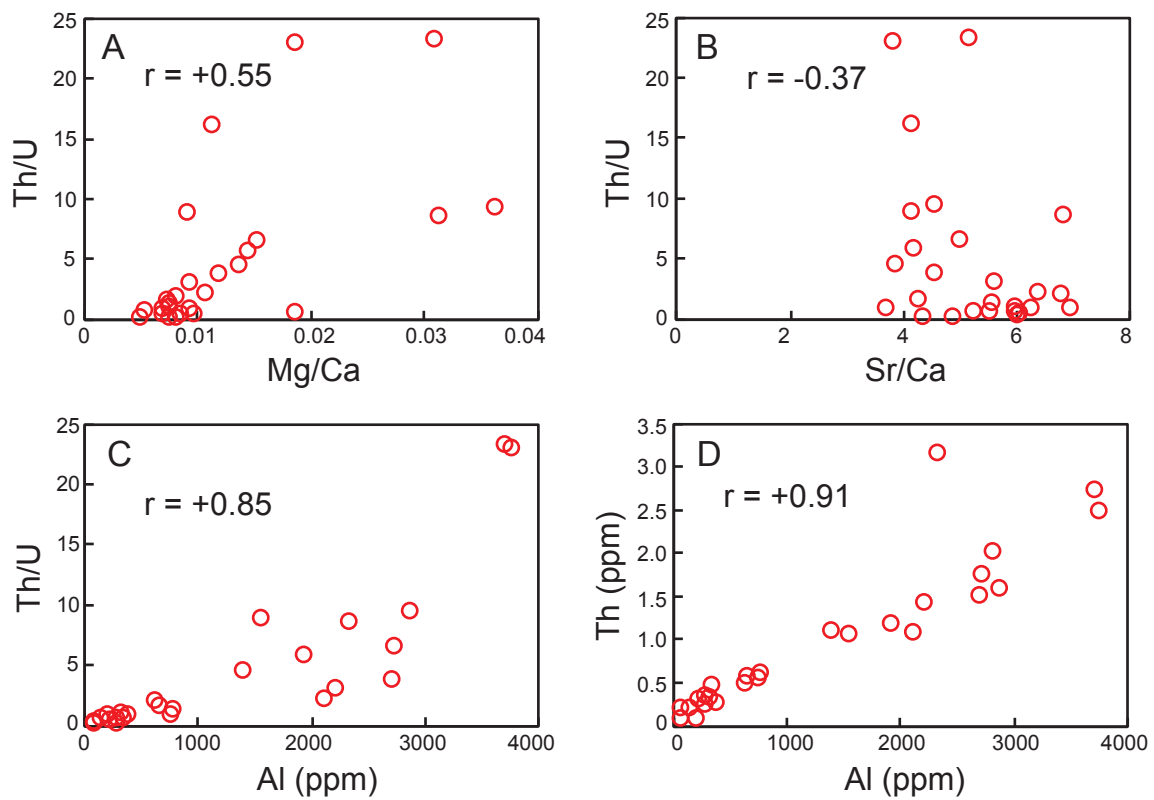 A
r = +0.55
25
20
15
10
5
0
Th/U
0
0.01
0.02
0.03
0.04
Mg/Ca
B
r = -0.37
25
20
15
10
5
0
Th/U
0
2
4
6
8
Sr/Ca
C
r = +0.85
25
20
15
10
5
0
Th/U
0
1000
2000
3000
4000
Al (ppm)
D
r = +0.91
3.5
3.0
2.5
2.0
1.5
1.0
0.5
0
Th (ppm)
0
1000
2000
3000
4000
Al (ppm)